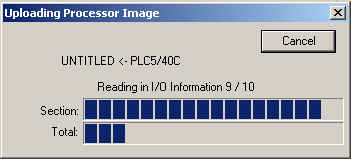 Uploading Processor Image
Cancel
UNTITLED <- PLC5/40C
Reading in I/O Information 9 / 10
Section:
Total: